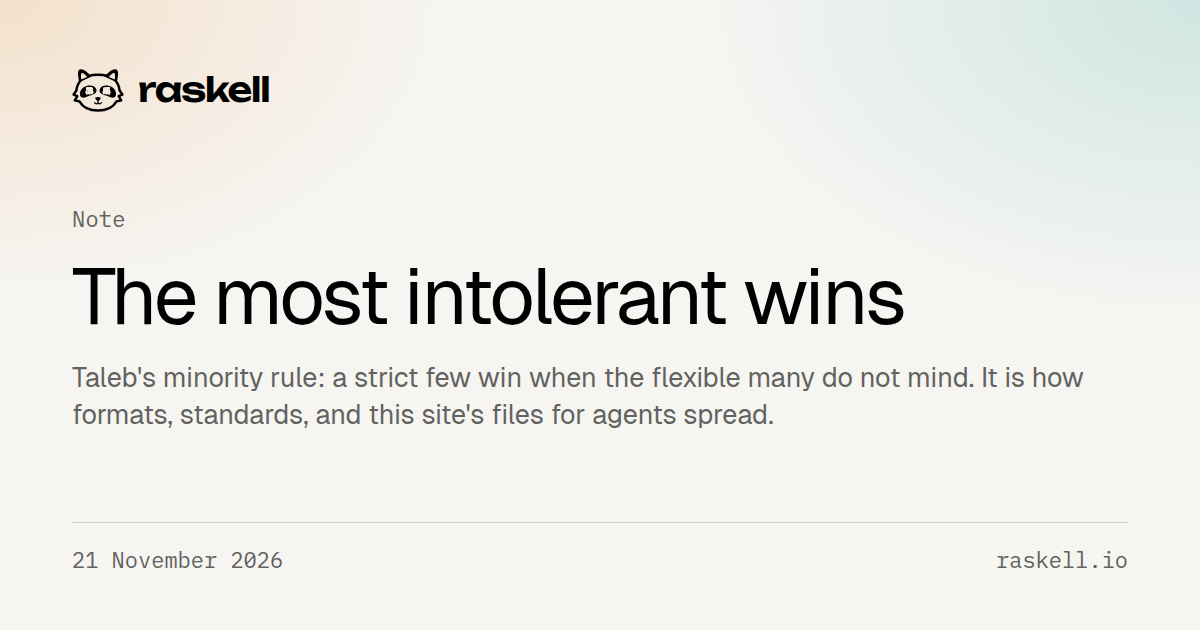 raskell
Note
The most intolerant wins
Taleb's minority rule: a strict few win when the flexible many do not mind. It is how
formats, standards, and this site's files for agents spread.
21 November 2026
raskell.io